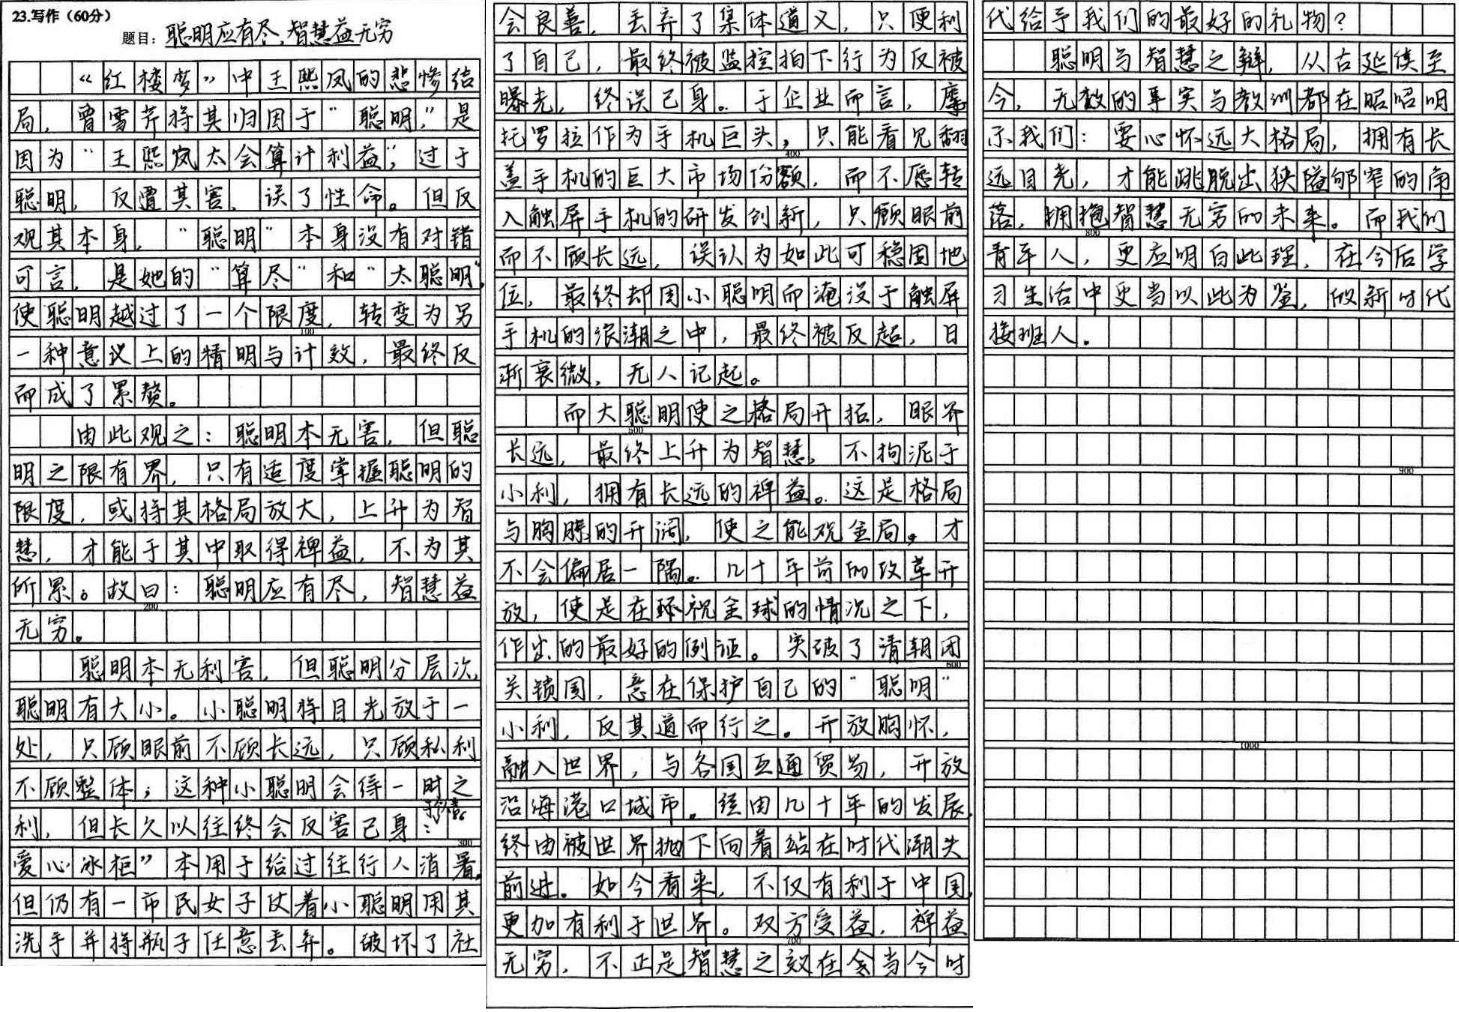 23.写作（60分）
题目：聪明应有尽，智慧益无穷
“红楼梦”中王熙凤的悲惨结
局，曹雪芹将其归因于“聪明，”是
因为“王熙凤太会算计利益”，过于
聪明，反遭其害，误了性命。但反
观其本身，“聪明”本身没有对错
可言，是她的“算尽”和“太聪明”，
使聪明越过了一个限度，转变为另
100
一种意义上的精明与计较，最终反
而成了累赘。
由此观之：聪明本无害，但聪
明之限有界，只有适度掌握聪明的
限度，或将其格局放大，上升为智
慧，才能于其中取得裨益，不为其
所累。故曰：聪明应有尽，智慧益
200
无穷。
聪明本无利害，但聪明分层次，
聪明有大小。小聪明将目光放于一
处，只顾眼前不顾长远，只顾私利
不顾整体；这种小聪明会得一时之
利，但长久以往终会反害己身：
300
爱心冰柜”本用于给过往行人消暑，
但仍有一市民女子仗着小聪明用其
洗手并将瓶子任意丢弃。破坏了社
会良善，丢弃了集体道义，只便利
了自己，最终被监控拍下行为反被
曝光，终误己身。于企业而言，摩
托罗拉作为手机巨头，只能看见翻
400
盖手机的巨大市场份额，而不愿转
入触屏手机的研发创新，只顾眼前
而不顾长远，误认为如此可稳固地
位，最终却因小聪明而淹没于触屏
手机的浪潮之中，最终被反超，日
渐衰微，无人记起。
而大聪明使之格局开拓，眼界
500
长远，最终上升为智慧，不拘泥于
小利，拥有长远的裨益。这是格局
与胸襟的开阔，使之能观全局，才
不会偏居一隅。几十年前的改革开
放，使是在环视全球的情况之下，
作出的最好的例证。突破了清朝闭
600
关锁国，意在保护自己的“聪明”
小利，反其道而行之。开放胸怀，
融入世界，与各国互通贸易，开放
沿海港口城市。经由几十年的发展，
终由被世界抛下向着站在时代潮头
前进。如今看来，不仅有利于中国，
更加有利于世界。双方受益，裨益
700
无穷，不正是智慧之效在会当今时
代给予我们的最好的礼物？
聪明与智慧之辩，从古延续至
今，无数的事实与教训都在昭昭明
示我们：要心怀远大格局，拥有长
远目光，才能跳脱出狭隘窄的角
落，拥抱智慧无穷的未来。而我们
800
青年人，更应明白此理，在今后学
习生活中更当以此为鉴，做新时代
接班人。
900
1000